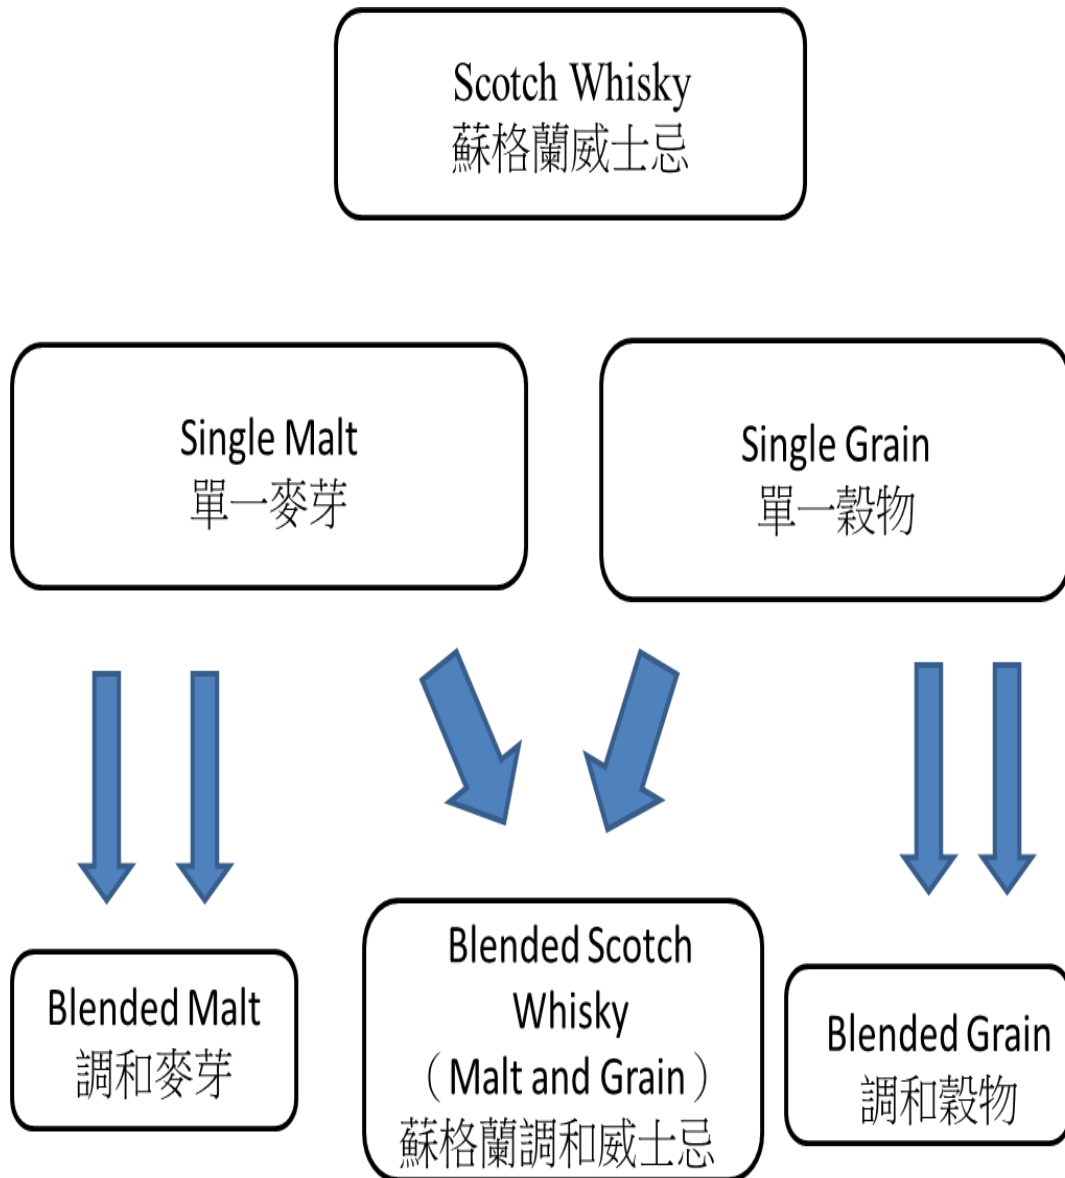 Scotch Whisky
蘇格蘭威士忌
Single Malt
單一麥芽
Single Grain
單一穀物
Blended Malt
調和麥芽
Blended Scotch
Whisky
（Malt and Grain）
蘇格蘭調和威士忌
Blended Grain
調和穀物